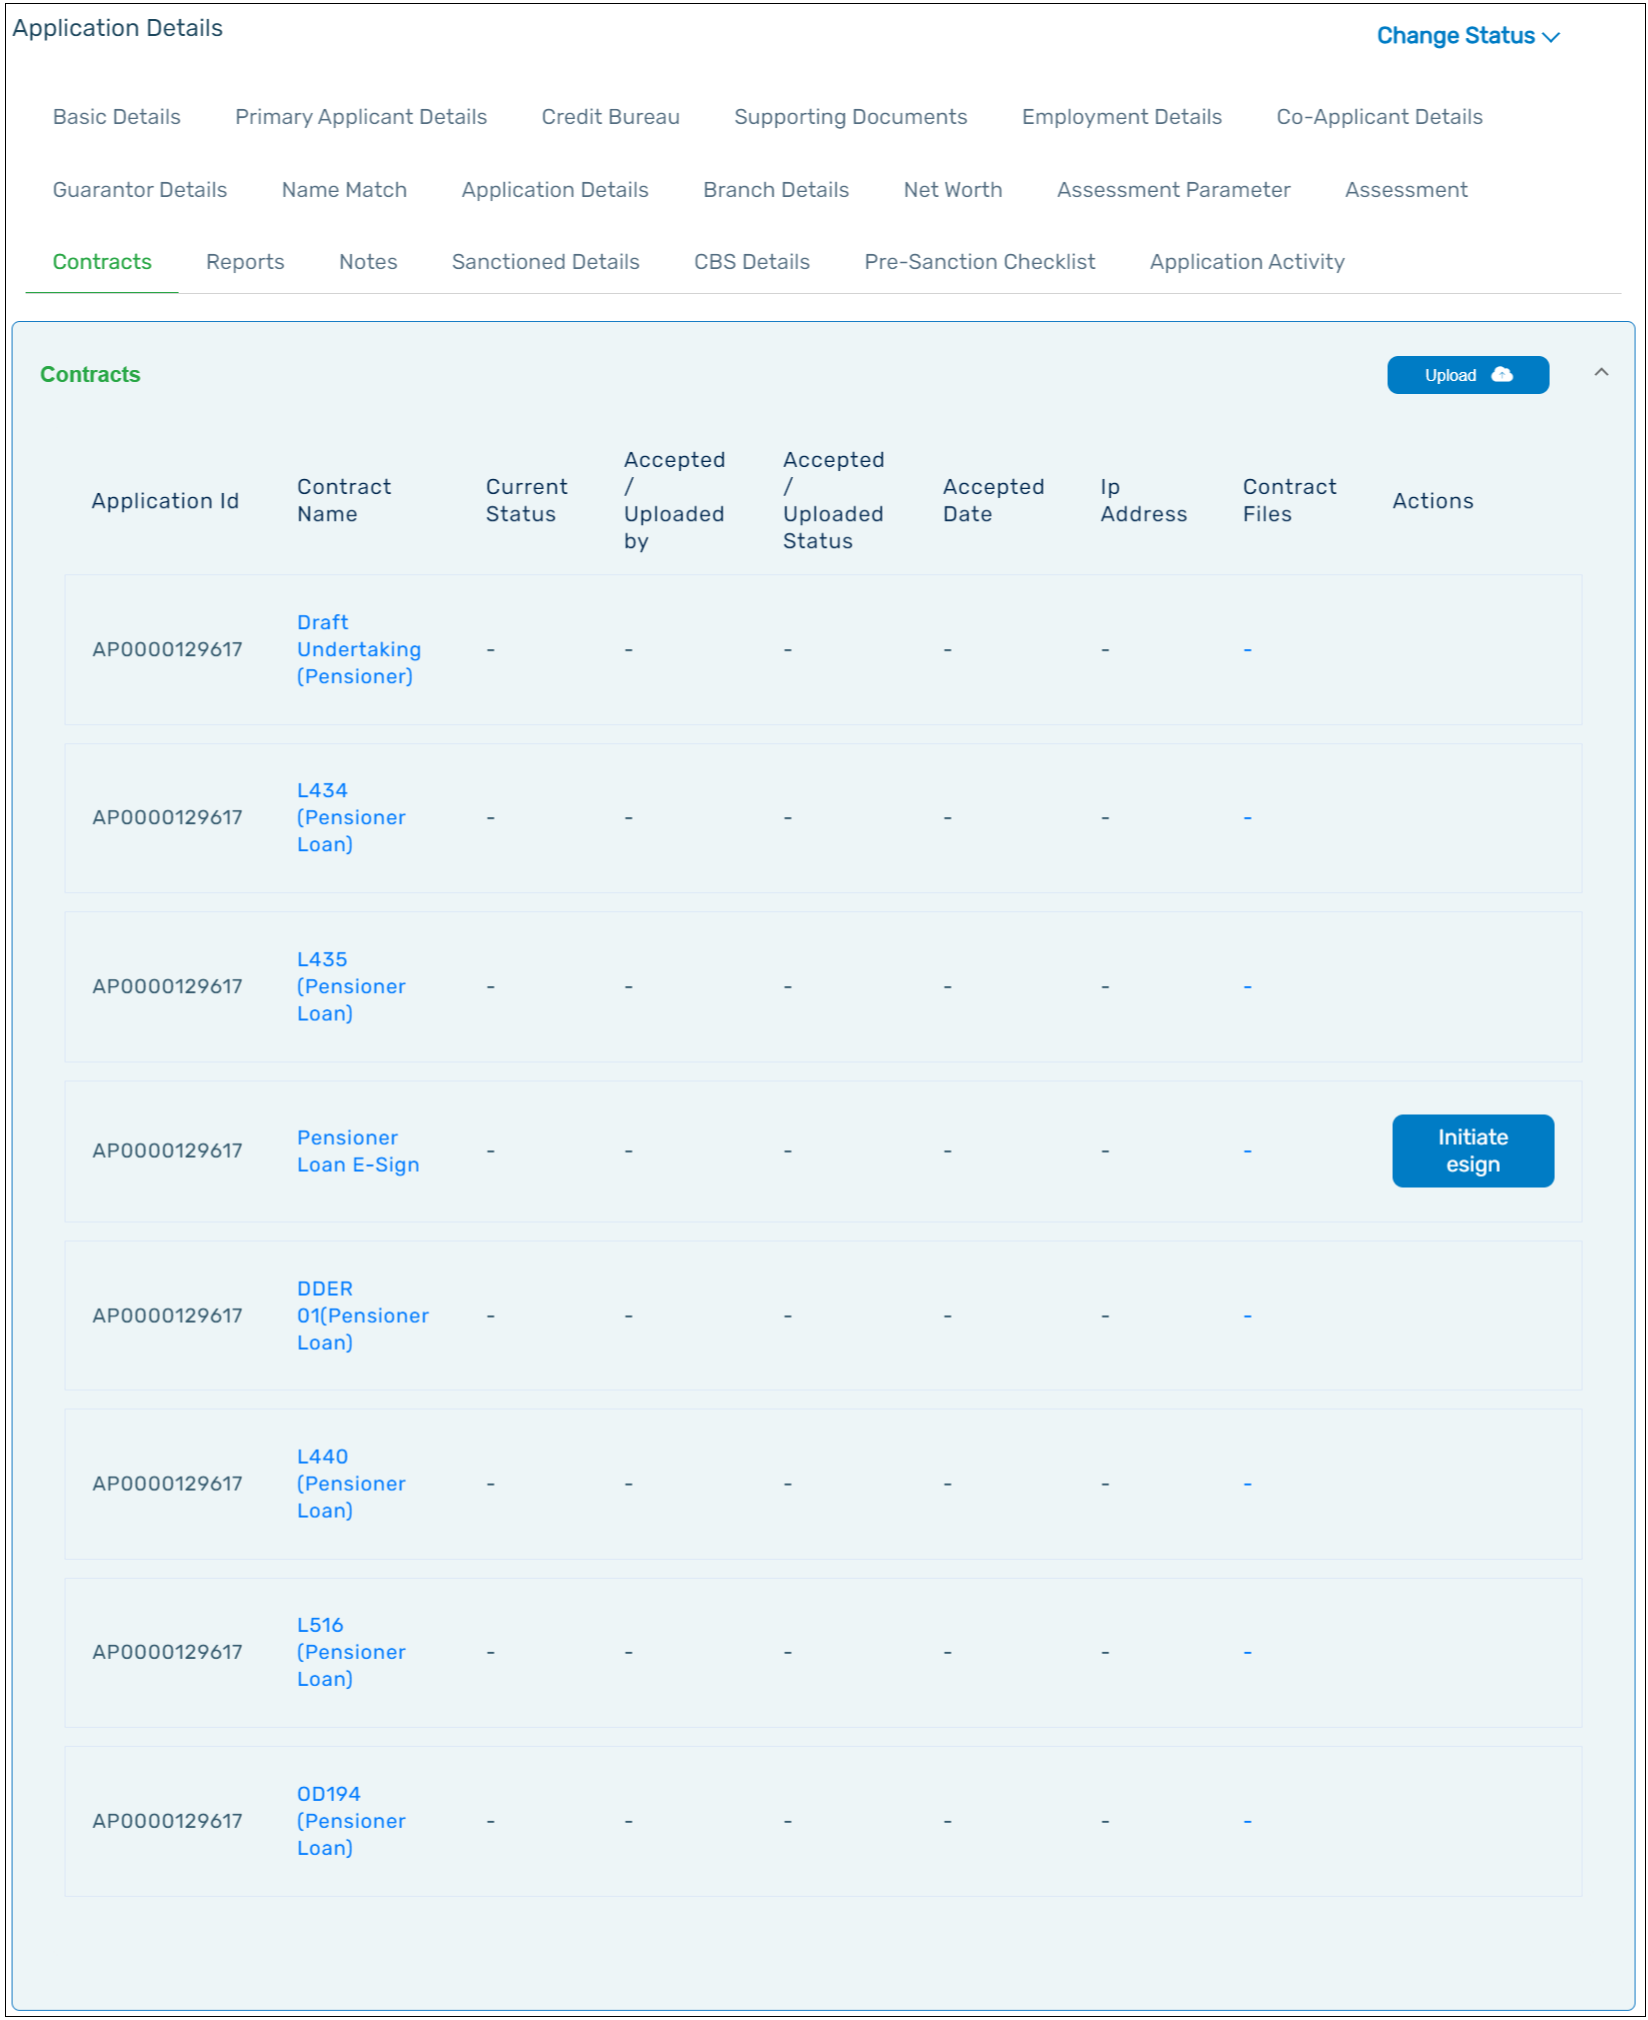 Application Details
Change Status
Basic Details Primary Applicant Details Credit Bureau Supporting Documents Employment Details Co-Applicant Details
Guarantor Details Name Match Application Details Branch Details Net Worth Assessment Parameter Assessment
Contracts Reports Notes Sanctioned Details CBS Details Pre-Sanction Checklist Application Activity
Contracts
Upload
Application Id
Contract
Name
Current
Status
Accepted
/
Uploaded
by
Accepted
/
Uploaded
Status
Accepted
Date
Ip
Address
Contract
Files
Actions
AP0000129617
Draft
Undertaking
(Pensioner)
- - - - - -
AP0000129617
L434
(Pensioner
Loan)
- - - - - -
AP0000129617
L435
(Pensioner
Loan)
- - - - - -
AP0000129617
Pensioner
Loan E-Sign
- - - - - -
Initiate
esign
AP0000129617
DDER
01(Pensioner
Loan)
- - - - - -
AP0000129617
L440
(Pensioner
Loan)
- - - - - -
AP0000129617
L516
(Pensioner
Loan)
- - - - - -
AP0000129617
OD194
(Pensioner
Loan)
- - - - - -